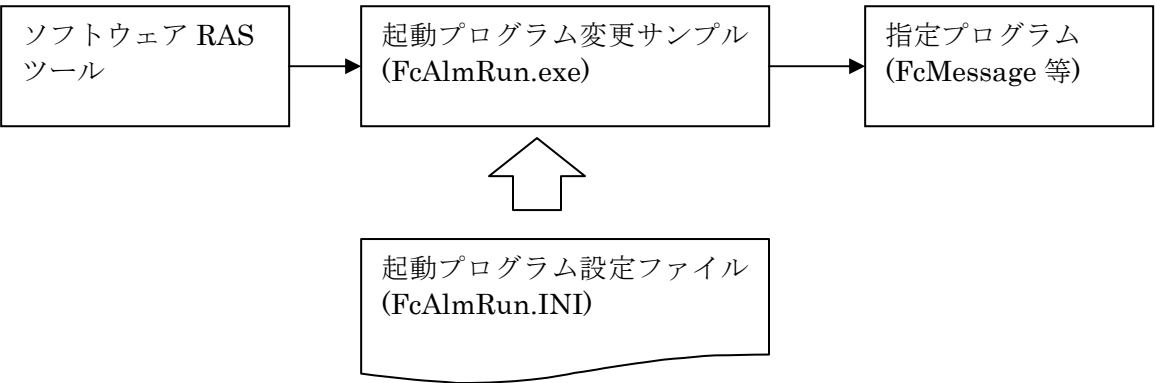 ソフトウェア RAS
ツール
起動プログラム変更サンプル
(FcAlmRun.exe)
指定プログラム
(FcMessage 等)
起動プログラム設定ファイル
(FcAlmRun.INI)